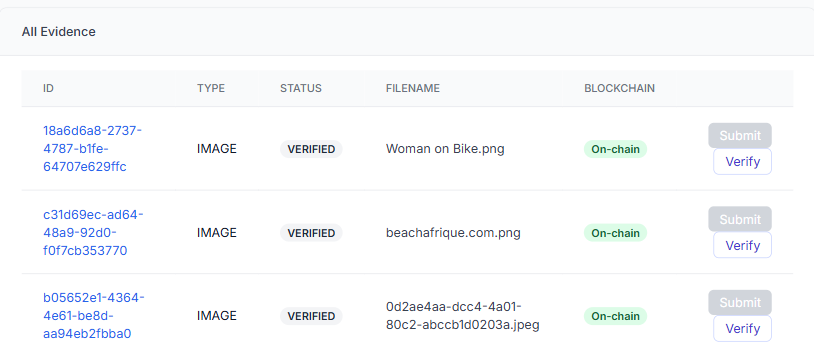 All Evidence
ID TYPE STATUS FILENAME BLOCKCHAIN
18a6d6a8-2737-
4787-b1fe-
64707e629ffc
IMAGE
VERIFIED
Woman on Bike.png
On-chain
Submit
Verify
c31d69ec-ad64-
48a9-92d0-
f0f7cb353770
IMAGE
VERIFIED
beachafrique.com.png
On-chain
Submit
Verify
b05652e1-4364-
4e61-be8d-
aa94eb2fbba0
IMAGE
VERIFIED
0d2ae4aa-dcc4-4a01-
80c2-abccb1d0203a.jpeg
On-chain
Submit
Verify